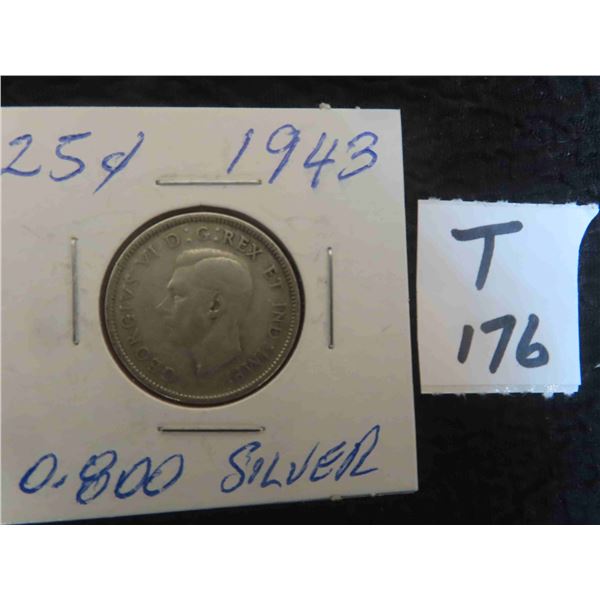 25¢ 1943
GEORGIVS VI D:G:REX ET IND:IMP:
0.800 SILVER
T
176